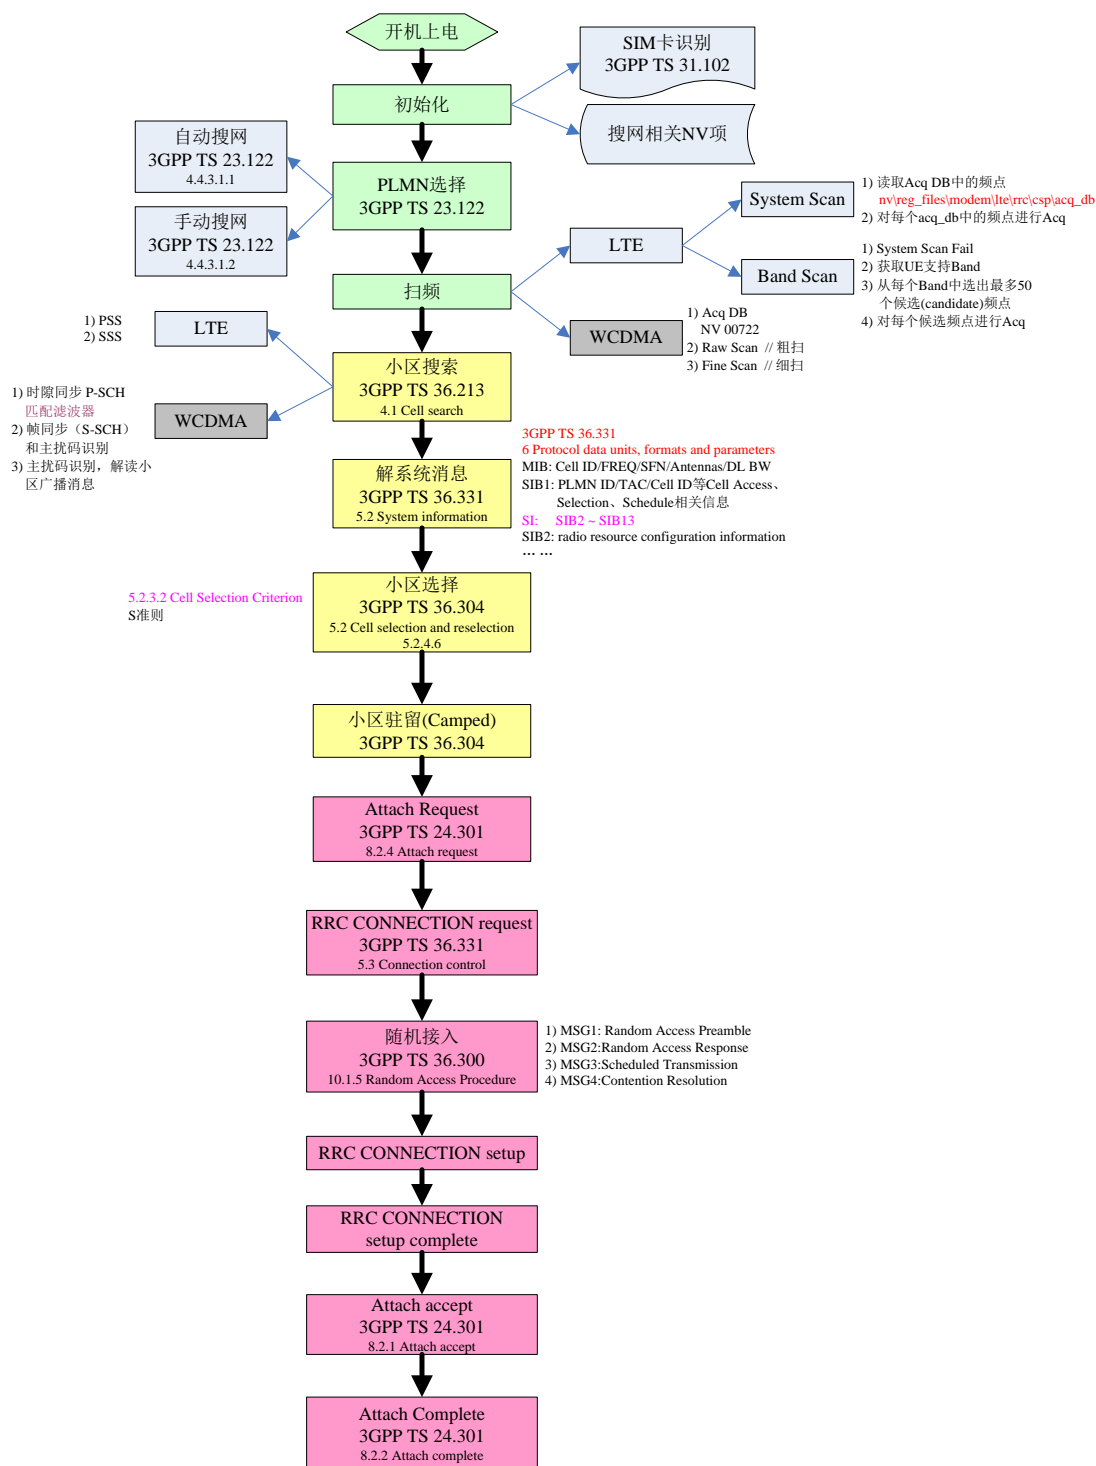 开机上电
SIM卡识别
3GPP TS 31.102
初始化
搜网相关NV项
自动搜网
3GPP TS 23.122
4.4.3.1.1
PLMN选择
3GPP TS 23.122
手动搜网
3GPP TS 23.122
4.4.3.1.2
System Scan
1) 读取Acq DB中的频点
nv\reg_files\modem\lte\rrc\csp\acq_db
2) 对每个acq_db中的频点进行Acq
LTE
Band Scan
1) System Scan Fail
2) 获取UE支持Band
3) 从每个Band中选出最多50
个候选(candidate)频点
4) 对每个候选频点进行Acq
扫频
WCDMA
1) Acq DB
NV 00722
2) Raw Scan // 粗扫
3) Fine Scan // 细扫
1) PSS
2) SSS
LTE
小区搜索
3GPP TS 36.213
4.1 Cell search
1) 时隙同步 P-SCH
匹配滤波器
2) 帧同步（S-SCH）
和主扰码识别
3) 主扰码识别，解读小
区广播消息
WCDMA
解系统消息
3GPP TS 36.331
5.2 System information
3GPP TS 36.331
6 Protocol data units, formats and parameters
MIB: Cell ID/FREQ/SFN/Antennas/DL BW
SIB1: PLMN ID/TAC/Cell ID等Cell Access、
Selection、Schedule相关信息
SI: SIB2 ~ SIB13
SIB2: radio resource configuration information
... ...
5.2.3.2 Cell Selection Criterion
S准则
小区选择
3GPP TS 36.304
5.2 Cell selection and reselection
5.2.4.6
小区驻留(Camped)
3GPP TS 36.304
Attach Request
3GPP TS 24.301
8.2.4 Attach request
RRC CONNECTION request
3GPP TS 36.331
5.3 Connection control
随机接入
3GPP TS 36.300
10.1.5 Random Access Procedure
1) MSG1: Random Access Preamble
2) MSG2:Random Access Response
3) MSG3:Scheduled Transmission
4) MSG4:Contention Resolution
RRC CONNECTION setup
RRC CONNECTION
setup complete
Attach accept
3GPP TS 24.301
8.2.1 Attach accept
Attach Complete
3GPP TS 24.301
8.2.2 Attach complete